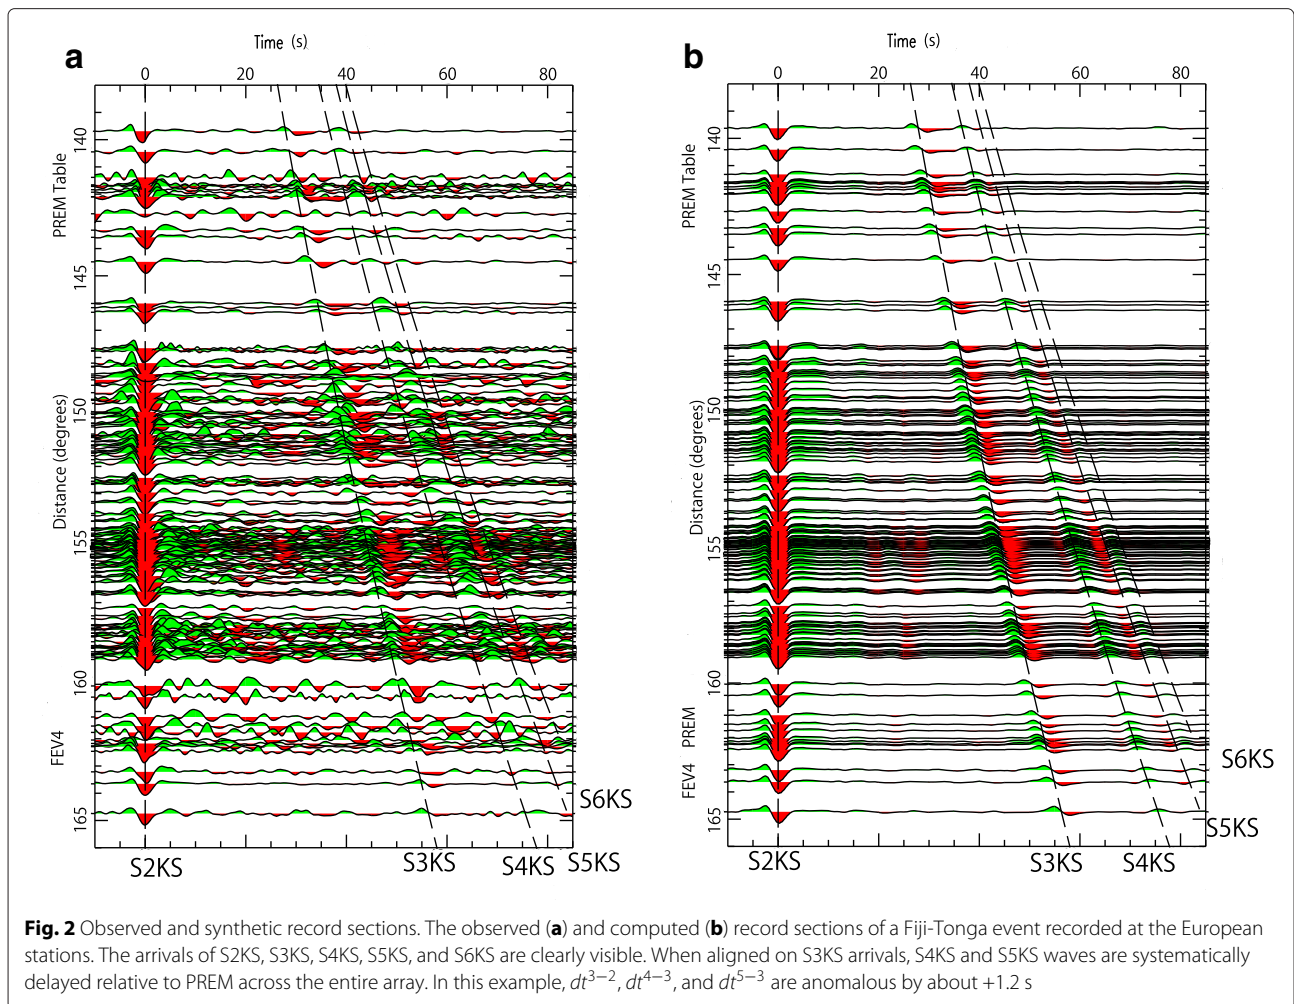 a
Time (s)
0 20 40 60 80
PREM Table
Distance (degrees)
FEV4
140
145
150
155
160
165
S2KS
S3KS
S4KS
S5KS
S6KS
b
Time (s)
0 20 40 60 80
PREM Table
Distance (degrees)
FEV4 PREM
140
145
150
155
160
165
S2KS
S3KS
S4KS
S5KS
S6KS
Fig. 2 Observed and synthetic record sections. The observed (a) and computed (b) record sections of a Fiji-Tonga event recorded at the European
stations. The arrivals of S2KS, S3KS, S4KS, S5KS, and S6KS are clearly visible. When aligned on S3KS arrivals, S4KS and S5KS waves are systematically
delayed relative to PREM across the entire array. In this example, dt³⁻², dt⁴⁻³, and dt⁵⁻³ are anomalous by about +1.2 s